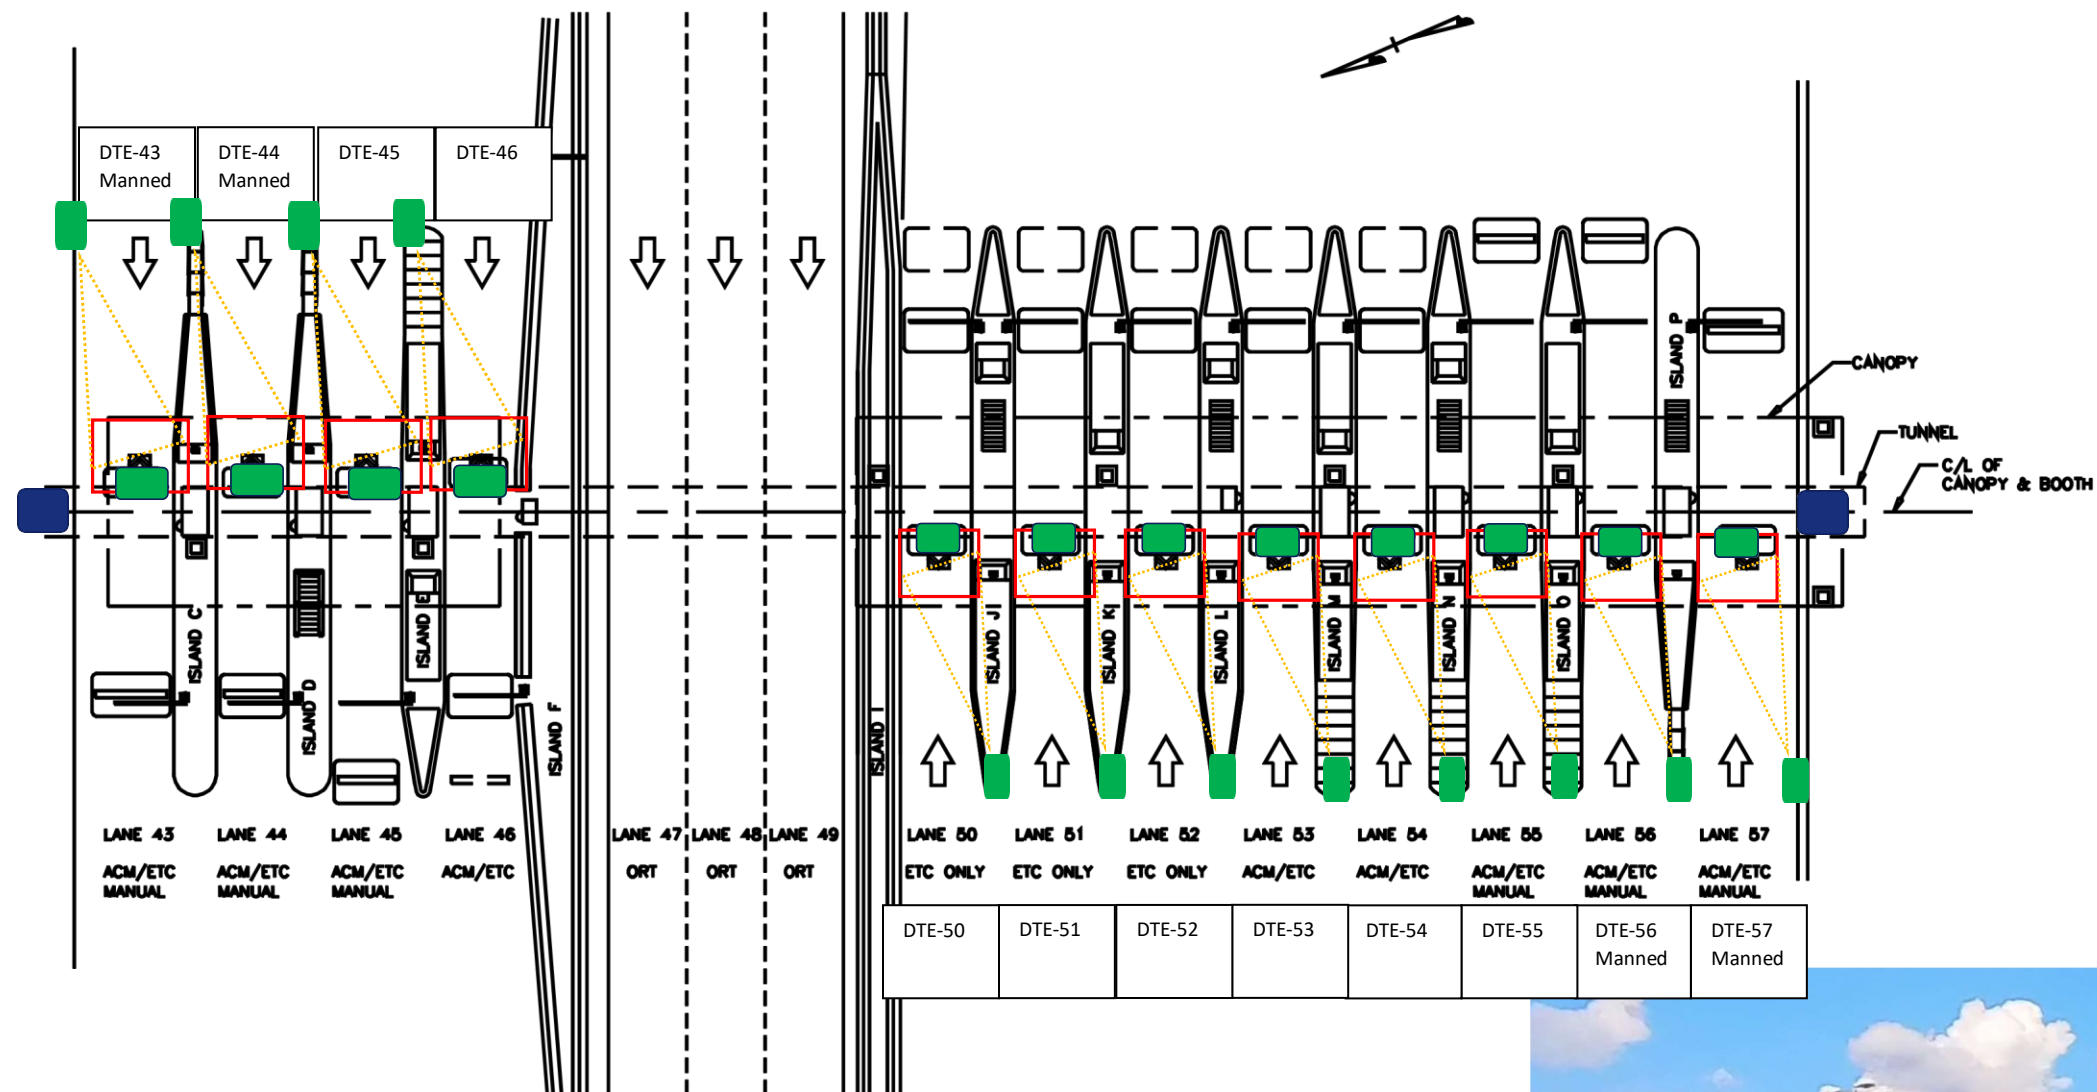 DTE-43
Manned
DTE-44
Manned
DTE-45
DTE-46
ISLAND C
ISLAND D
ISLAND E
ISLAND F
ISLAND I
ISLAND J
ISLAND K
ISLAND L
ISLAND M
ISLAND N
ISLAND O
ISLAND P
CANOPY
TUNNEL
C/L OF
CANOPY & BOOTH
LANE 43
ACM/ETC
MANUAL
LANE 44
ACM/ETC
MANUAL
LANE 45
ACM/ETC
MANUAL
LANE 46
ACM/ETC
LANE 47
ORT
LANE 48
ORT
LANE 49
ORT
LANE 50
ETC ONLY
LANE 51
ETC ONLY
LANE 52
ETC ONLY
LANE 53
ACM/ETC
LANE 54
ACM/ETC
LANE 55
ACM/ETC
MANUAL
LANE 56
ACM/ETC
MANUAL
LANE 57
ACM/ETC
MANUAL
DTE-50
DTE-51
DTE-52
DTE-53
DTE-54
DTE-55
DTE-56
Manned
DTE-57
Manned